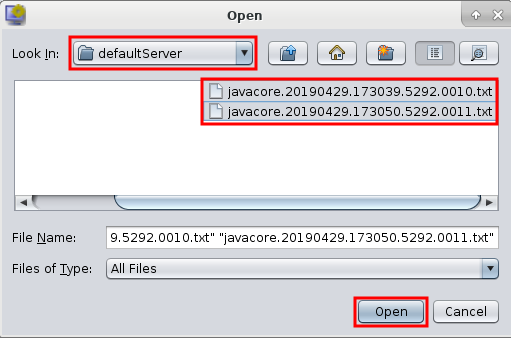 Open
Look In: defaultServer
javacore.20190429.173039.5292.0010.txt
javacore.20190429.173050.5292.0011.txt
File Name: 9.5292.0010.txt" "javacore.20190429.173050.5292.0011.txt"
Files of Type: All Files
Open Cancel